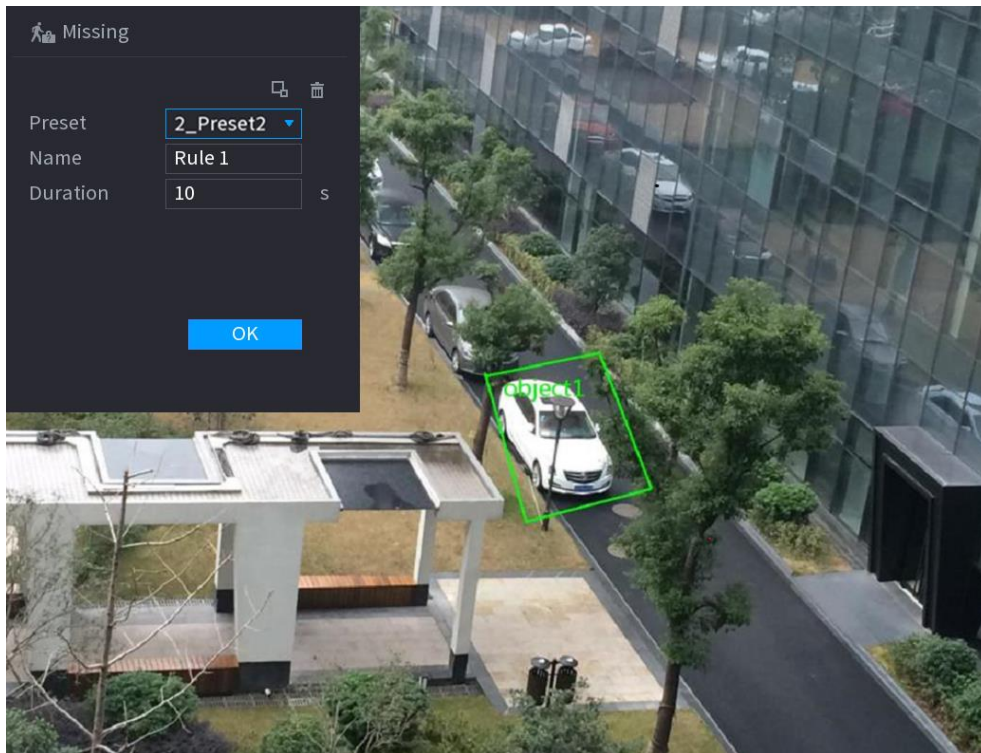 Missing
Preset 2_Preset2
Name Rule 1
Duration 10 s
OK
object1